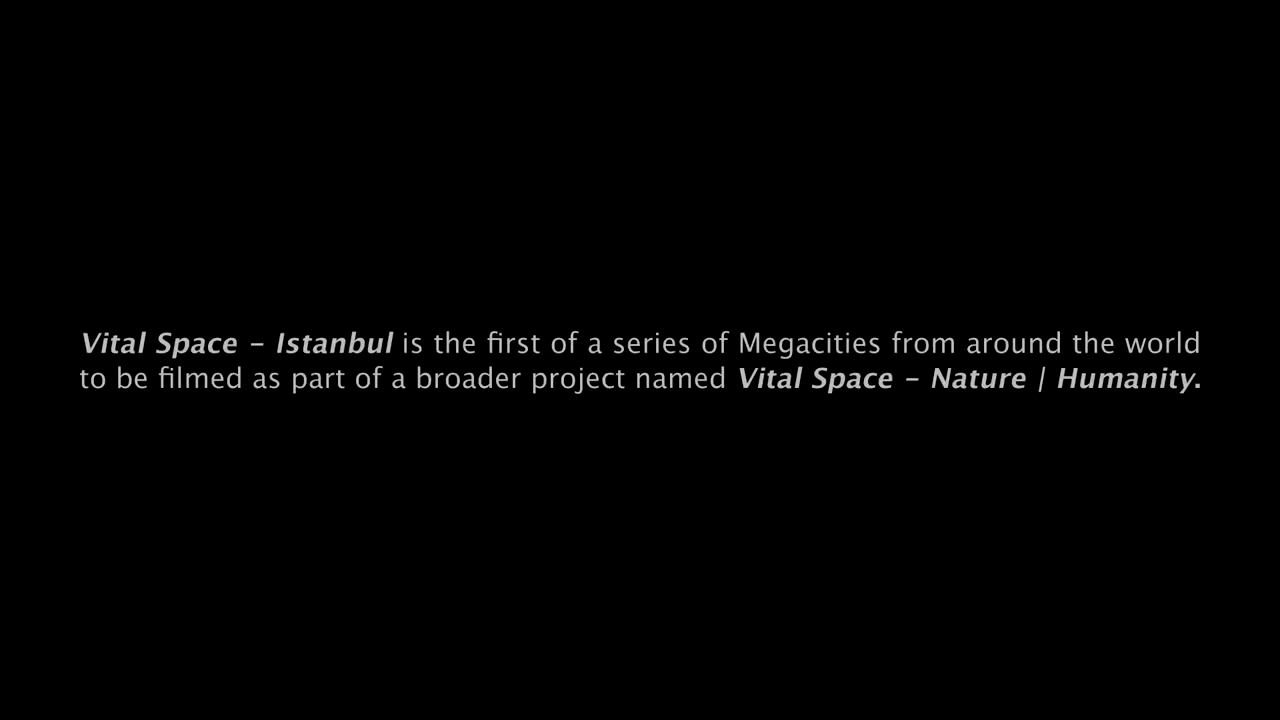 Vital Space – Istanbul is the first of a series of Megacities from around the world
to be filmed as part of a broader project named Vital Space – Nature | Humanity.